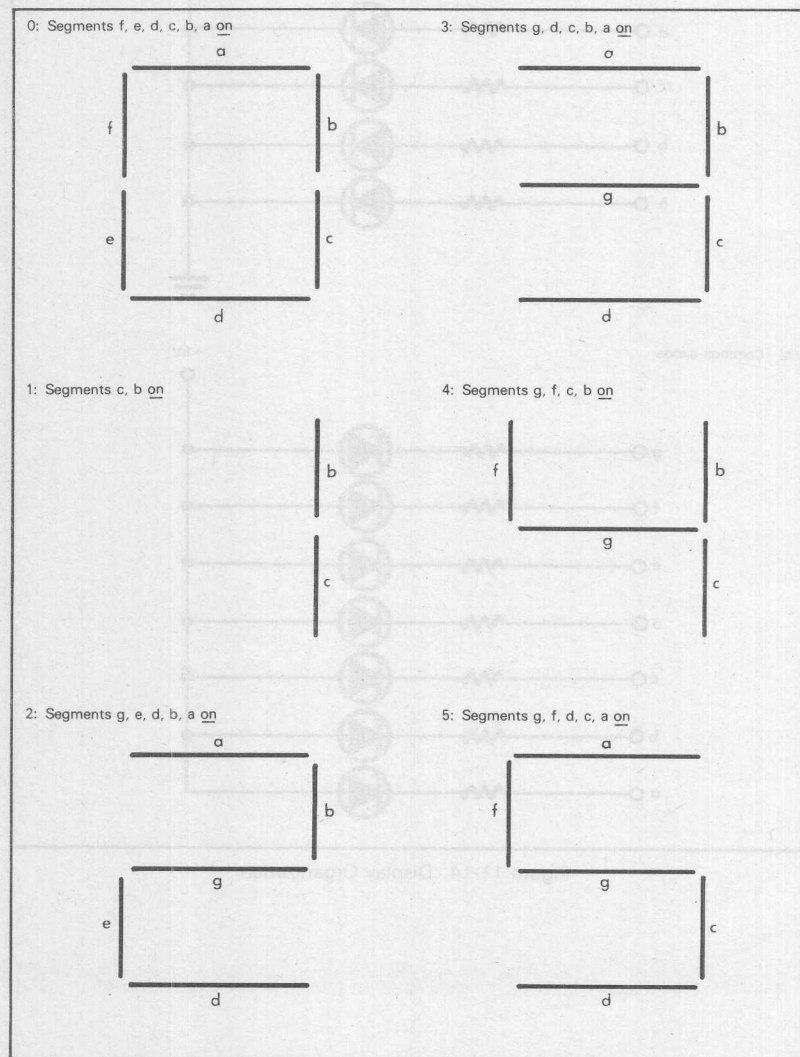 0: Segments f, e, d, c, b, a on
a
f
b
e
c
d
3: Segments g, d, c, b, a on
a
b
g
c
d
1: Segments c, b on
b
c
4: Segments g, f, c, b on
f
b
g
c
2: Segments g, e, d, b, a on
a
b
g
e
d
5: Segments g, f, d, c, a on
a
f
g
c
d